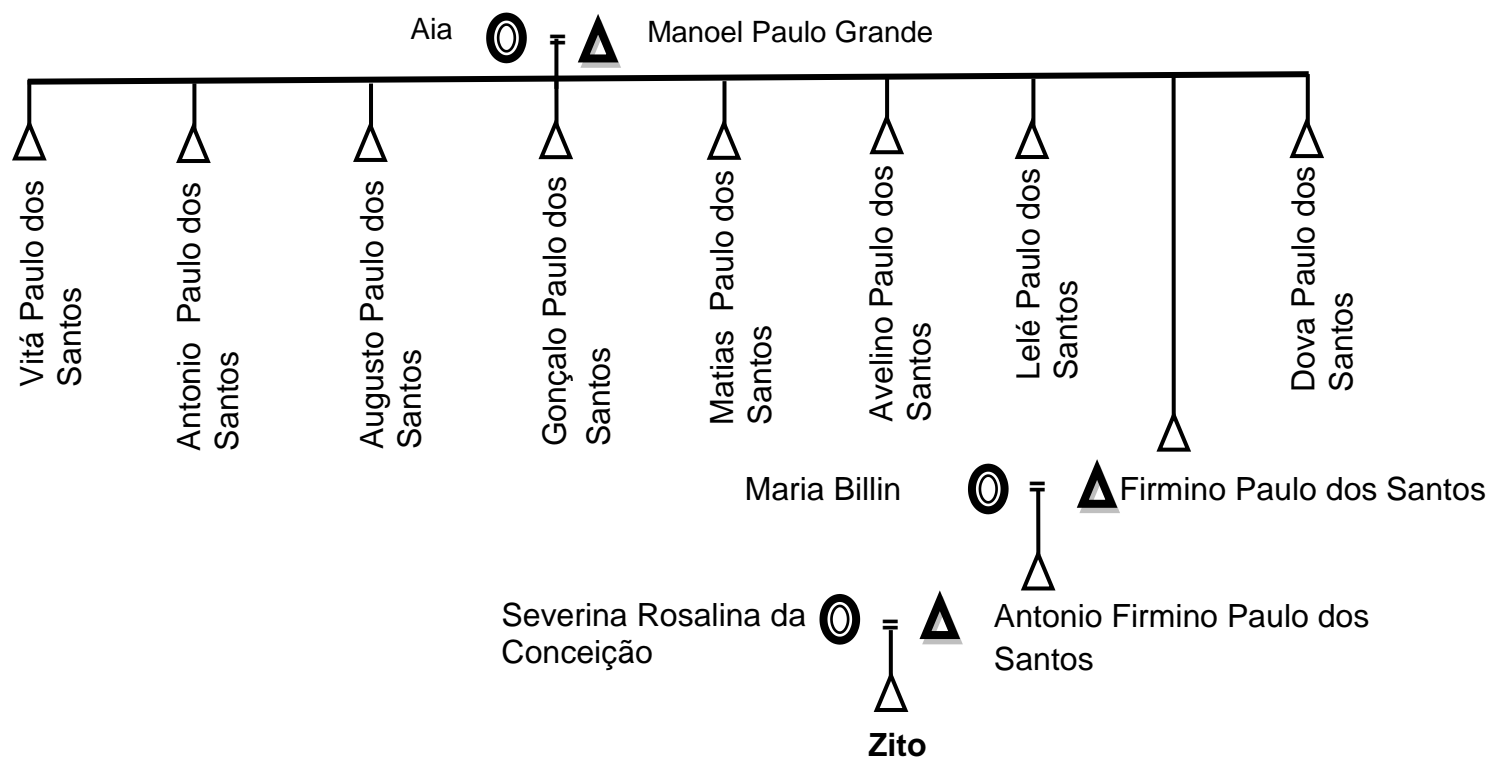 Aia
Manoel Paulo Grande
Vitá Paulo dos
Santos
Antonio Paulo dos
Santos
Augusto Paulo dos
Santos
Gonçalo Paulo dos
Santos
Matias Paulo dos
Santos
Avelino Paulo dos
Santos
Lelé Paulo dos
Santos
Dova Paulo dos
Santos
Maria Billin
Firmino Paulo dos Santos
Severina Rosalina da
Conceição
Antonio Firmino Paulo dos
Santos
Zito